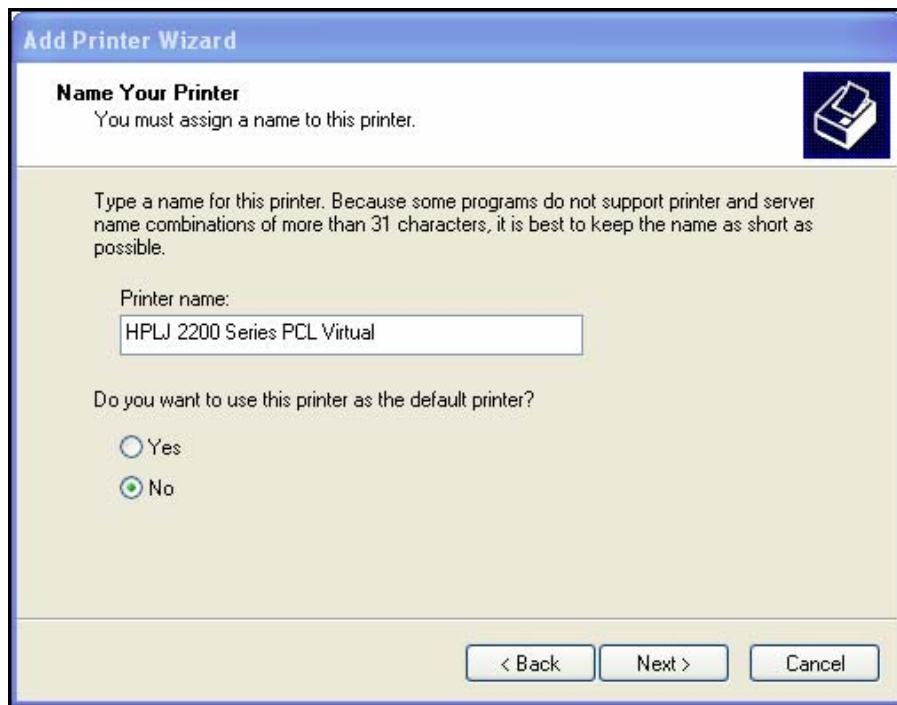 Add Printer Wizard
Name Your Printer
You must assign a name to this printer.
Type a name for this printer. Because some programs do not support printer and server
name combinations of more than 31 characters, it is best to keep the name as short as
possible.
Printer name:
HPLJ 2200 Series PCL Virtual
Do you want to use this printer as the default printer?
Yes
No
< Back
Next >
Cancel